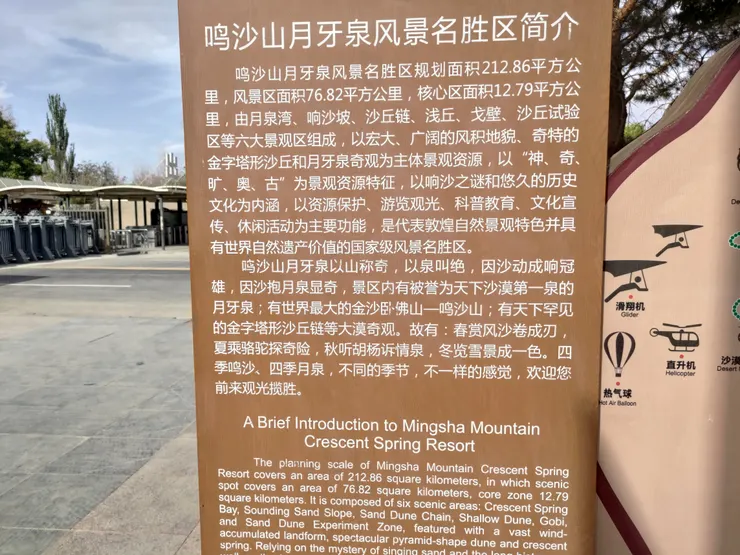 鸣沙山月牙泉风景名胜区简介
鸣沙山月牙泉风景名胜区规划面积212.86平方公
里，风景区面积76.82平方公里，核心区面积12.79平方公
里，由月泉湾、响沙坡、沙丘链、浅丘、戈壁、沙丘试验
区等六大景观区组成，以宏大、广阔的风积地貌、奇特的
金字塔形沙丘和月牙泉奇观为主体景观资源，以“神、奇、
旷、奥、古”为景观资源特征，以响沙之谜和悠久的历史
文化为内涵，以资源保护、游览观光、科普教育、文化宣
传、休闲活动为主要功能，是代表敦煌自然景观特色并具
有世界自然遗产价值的国家级风景名胜区。
鸣沙山月牙泉以山称奇，以泉叫绝，因沙动成响冠
雄，因沙抱月泉显奇，景区内有被誉为天下沙漠第一泉的
月牙泉；有世界最大的金沙卧佛山—鸣沙山；有天下罕见
的金字塔形沙丘链等大漠奇观。故有：春赏风沙卷成刃，
夏乘骆驼探奇险，秋听胡杨诉情泉，冬览雪景成一色。四
季鸣沙、四季月泉，不同的季节，不一样的感觉，欢迎您
前来观光揽胜。
A Brief Introduction to Mingsha Mountain
Crescent Spring Resort
The planning scale of Mingsha Mountain Crescent Spring
Resort covers an area of 212.86 square kilometers, in which scenic
spot covers an area of 76.82 square kilometers, core zone 12.79
square kilometers. It is composed of six scenic areas: Crescent Spring
Bay, Sounding Sand Slope, Sand Dune Chain, Shallow Dune, Gobi,
and Sand Dune Experiment Zone, featured with a vast wind-
accumulated landform, spectacular pyramid-shape dune and crescent
spring. Relying on the mystery of singing sand and the
滑翔机
Glider
直升机
Helicopter
热气球
Hot Air Balloon
沙漠
Desert